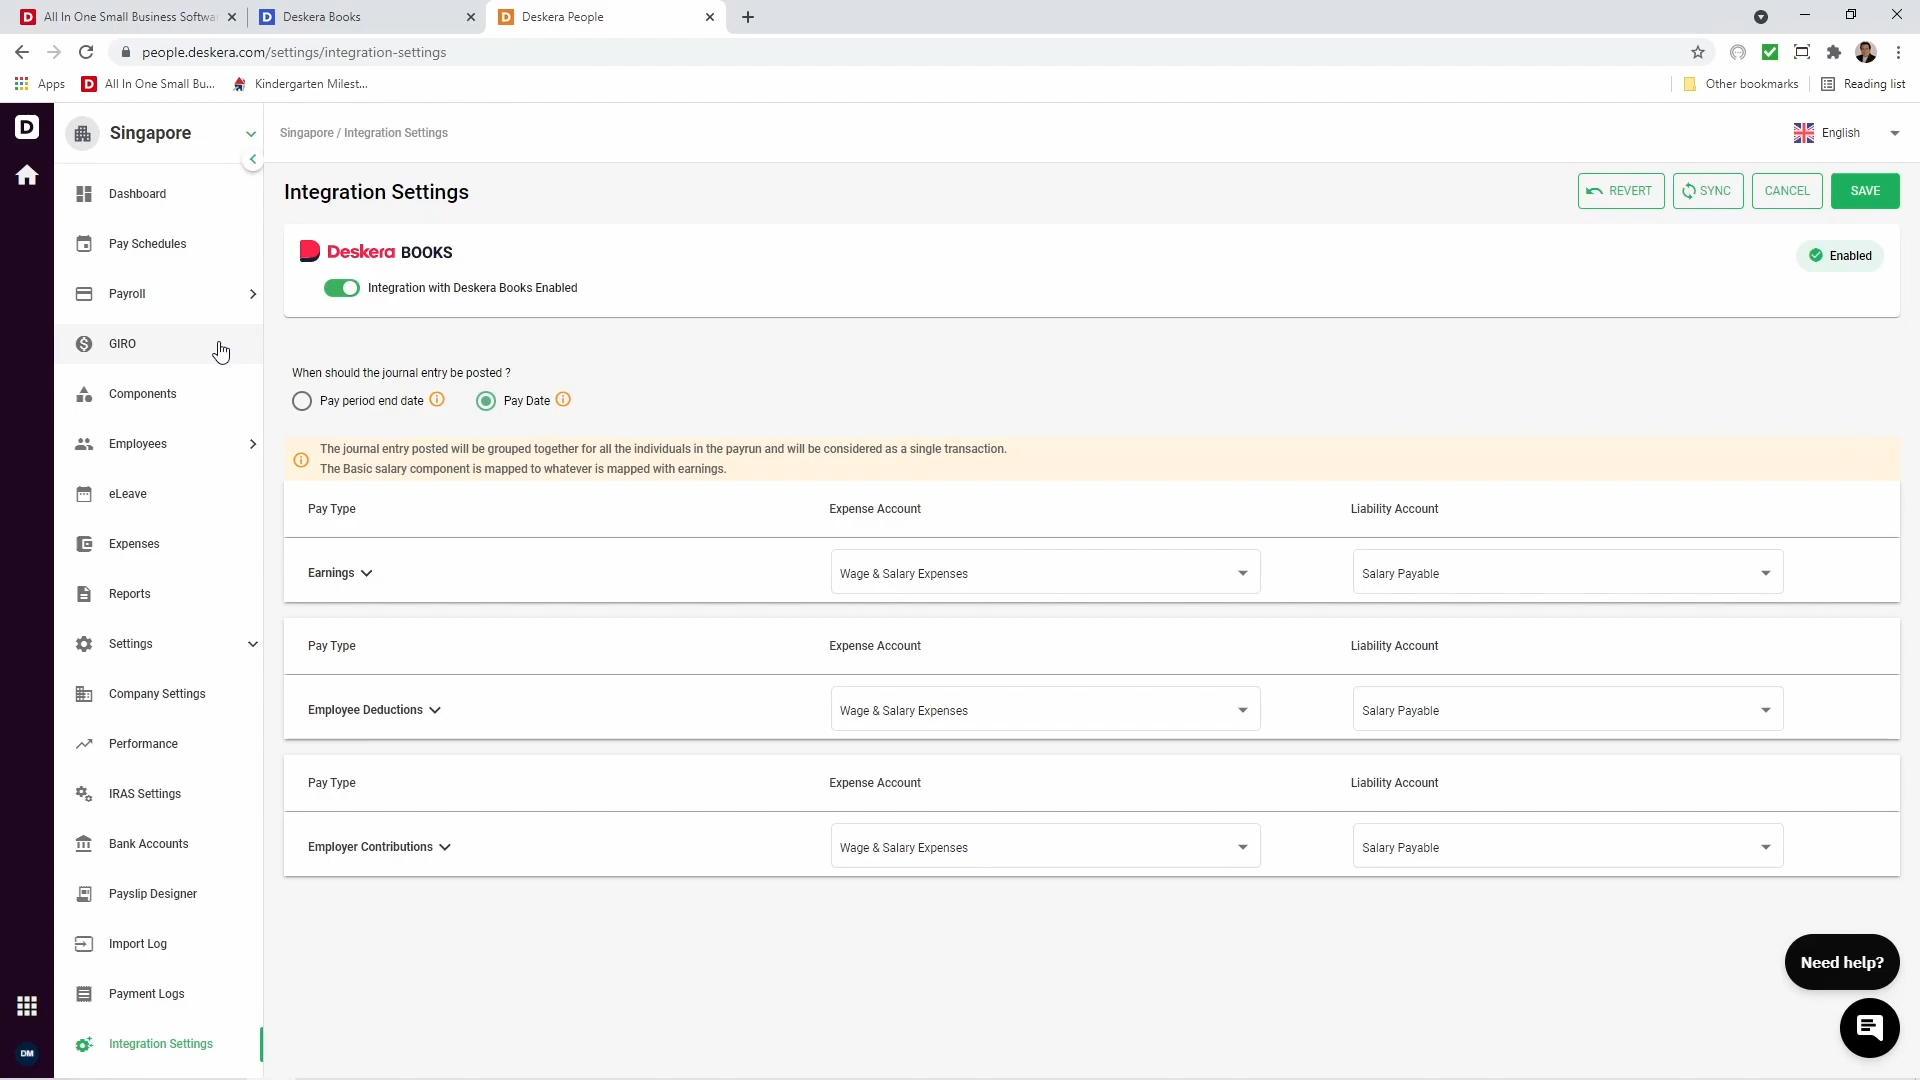 All In One Small Business Softwa
Deskera Books
Deskera People
people.deskera.com/settings/integration-settings
Apps
All In One Small Bu...
Kindergarten Milest...
Other bookmarks
Reading list
D
Singapore
Singapore / Integration Settings
English
Dashboard
Pay Schedules
Payroll
GIRO
Components
Employees
eLeave
Expenses
Reports
Settings
Company Settings
Performance
IRAS Settings
Bank Accounts
Payslip Designer
Import Log
Payment Logs
Integration Settings
DM
Integration Settings
REVERT
SYNC
CANCEL
SAVE
Deskera BOOKS
Enabled
Integration with Deskera Books Enabled
When should the journal entry be posted ?
Pay period end date
Pay Date
The journal entry posted will be grouped together for all the individuals in the payrun and will be considered as a single transaction.
The Basic salary component is mapped to whatever is mapped with earnings.
Pay Type Expense Account Liability Account
Earnings Wage & Salary Expenses Salary Payable
Pay Type Expense Account Liability Account
Employee Deductions Wage & Salary Expenses Salary Payable
Pay Type Expense Account Liability Account
Employer Contributions Wage & Salary Expenses Salary Payable
Need help?